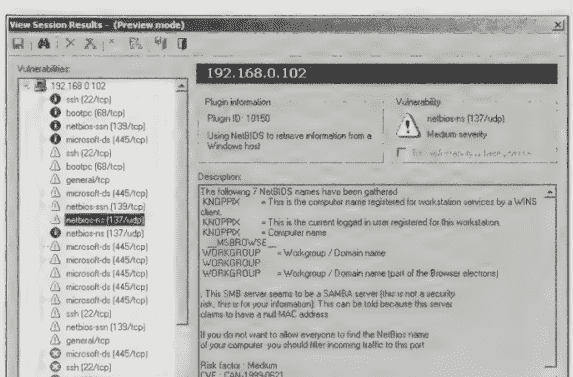 View Session Results - (Preview mode)
Vulnerabilities:
192.168.0.102
ssh (22/tcp)
bootpc (68/tcp)
netbios-ssn (139/tcp)
microsoft-ds (445/tcp)
ssh (22/tcp)
bootpc (68/tcp)
general/tcp
microsoft-ds (445/tcp)
netbios-ssn (139/tcp)
netbios-ns (137/udp)
netbios-ns (137/udp)
microsoft-ds (445/tcp)
microsoft-ds (445/tcp)
microsoft-ds (445/tcp)
microsoft-ds (445/tcp)
microsoft-ds (445/tcp)
ssh (22/tcp)
netbios-ssn (139/tcp)
general/tcp
microsoft-ds (445/tcp)
ssh (22/tcp)
192.168.0.102
Plugin information
Plugin ID: 10150
Using NetBIOS to retrieve information from a
Windows host
Vulnerability
netbios-ns (137/udp)
Medium severity
Description:
The following 7 NetBIOS names have been gathered
KNOPPIX = This is the computer name registered for workstation services by a WINS
client.
KNOPPIX = This is the current logged in user registered for this workstation.
KNOPPIX = Computer name
__MSBROWSE__
WORKGROUP = Workgroup / Domain name
WORKGROUP
WORKGROUP = Workgroup / Domain name (part of the Browser elections)
. This SMB server seems to be a SAMBA server (this is not a security
risk, this is for your information). This can be told because this server
claims to have a null MAC address
If you do not want to allow everyone to find the NetBios name
of your computer, you should filter incoming traffic to this port.
Risk factor : Medium
CVE : CAN-1999-0621